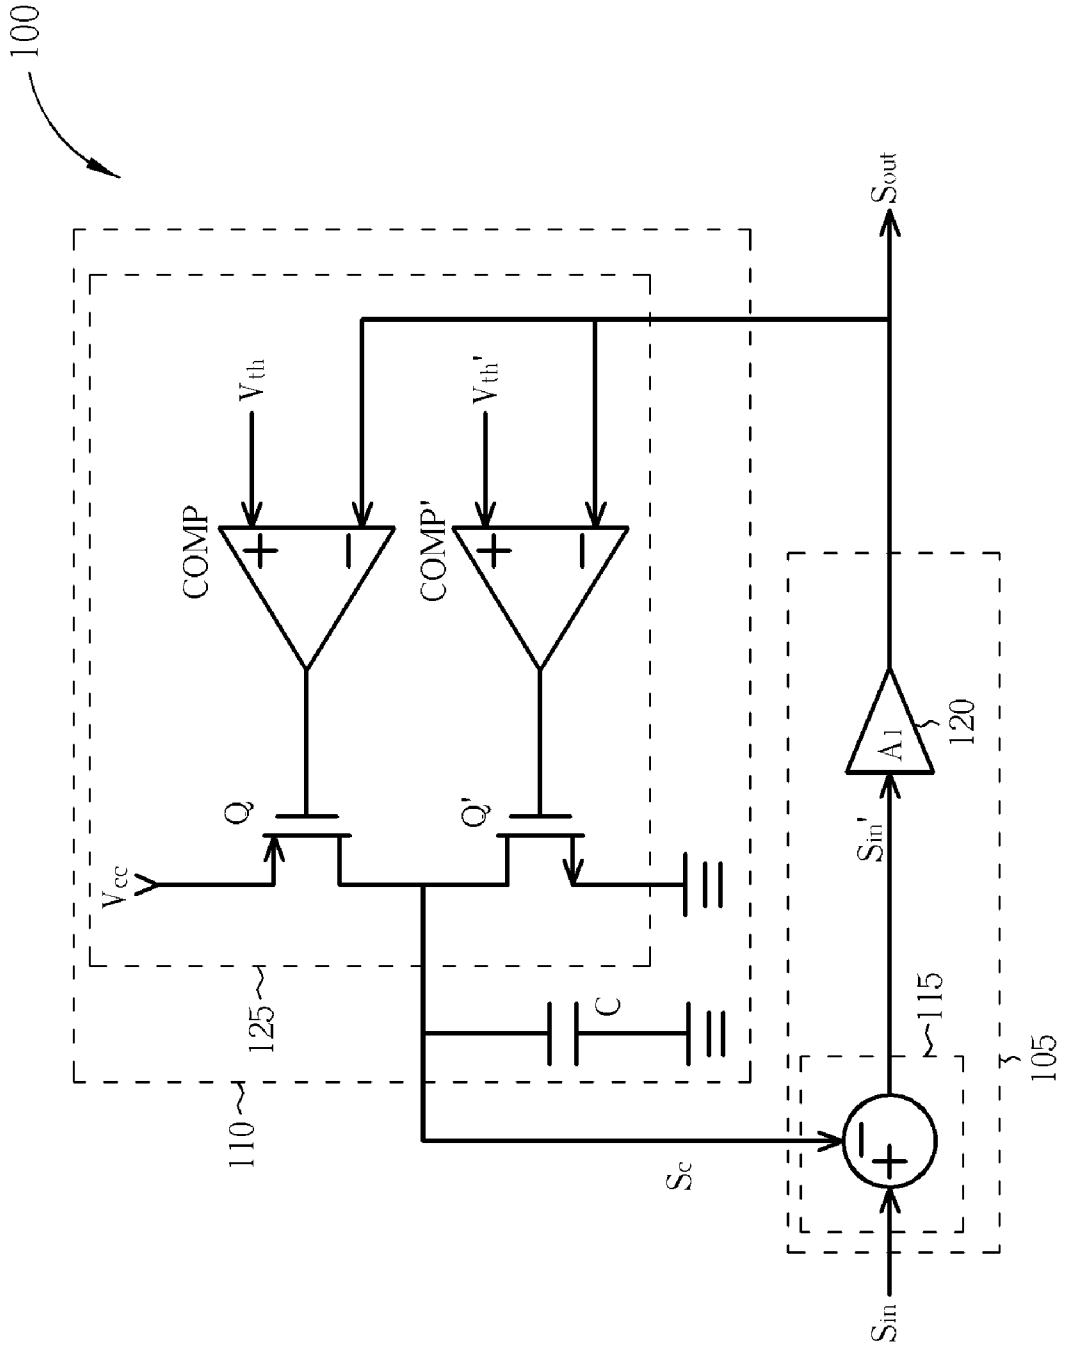 100
Vth
Vth'
Sout
COMP
+
−
COMP'
+
−
Q
Q'
Vcc
A1
120
Sin'
125
C
115
110
105
Sc
−
+
Sin